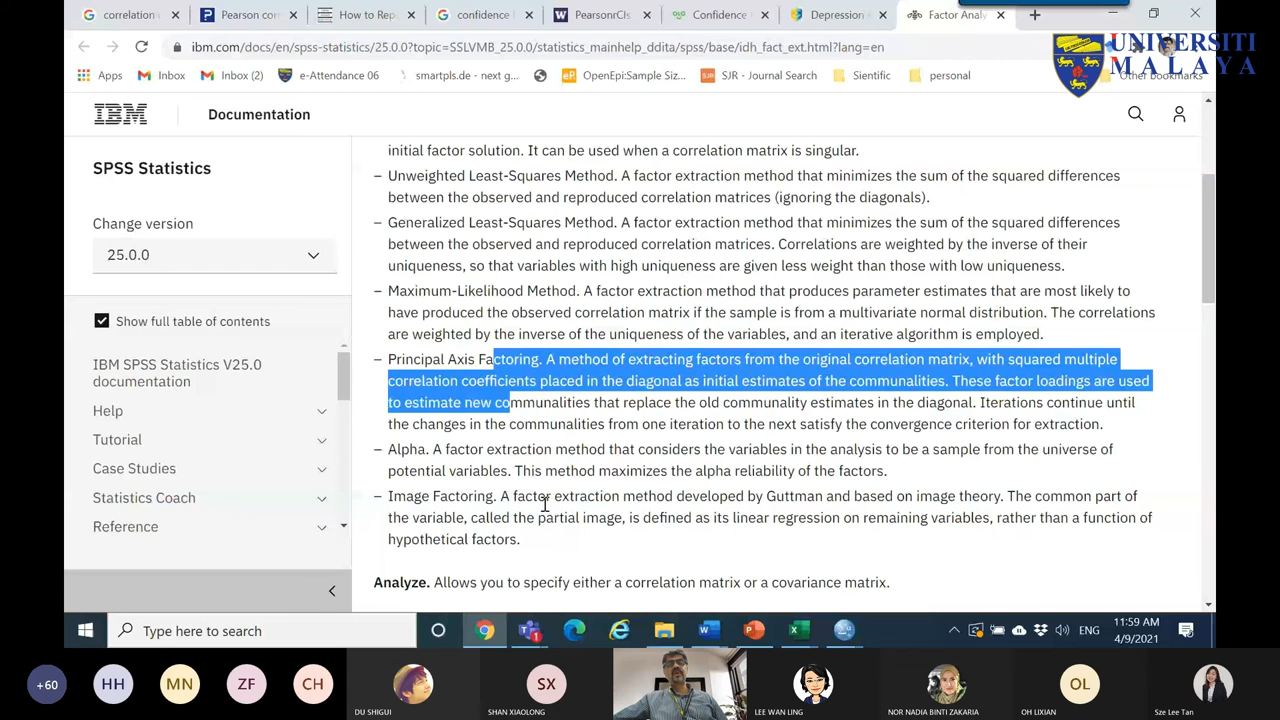 correlation
Pearson com
How to Rep
confidence
PearsonrCIs
Confidence
Depression
Factor Analy
ibm.com/docs/en/spss-statistics/25.0.0?topic=SSLVMB_25.0.0/statistics_mainhelp_ddita/spss/base/idh_fact_ext.html?lang=en
UNIVERSITI
MALAYA
Apps
Inbox
Inbox (2)
e-Attendance 06
smartpls.de - next g...
OpenEpi:Sample Siz...
SJR - Journal Search
Sientific
personal
Other bookmarks
IBM
Documentation
SPSS Statistics
Change version
25.0.0
Show full table of contents
IBM SPSS Statistics V25.0
documentation
Help
Tutorial
Case Studies
Statistics Coach
Reference
initial factor solution. It can be used when a correlation matrix is singular.
– Unweighted Least-Squares Method. A factor extraction method that minimizes the sum of the squared differences
between the observed and reproduced correlation matrices (ignoring the diagonals).
– Generalized Least-Squares Method. A factor extraction method that minimizes the sum of the squared differences
between the observed and reproduced correlation matrices. Correlations are weighted by the inverse of their
uniqueness, so that variables with high uniqueness are given less weight than those with low uniqueness.
– Maximum-Likelihood Method. A factor extraction method that produces parameter estimates that are most likely to
have produced the observed correlation matrix if the sample is from a multivariate normal distribution. The correlations
are weighted by the inverse of the uniqueness of the variables, and an iterative algorithm is employed.
– Principal Axis Factoring. A method of extracting factors from the original correlation matrix, with squared multiple
correlation coefficients placed in the diagonal as initial estimates of the communalities. These factor loadings are used
to estimate new communalities that replace the old communality estimates in the diagonal. Iterations continue until
the changes in the communalities from one iteration to the next satisfy the convergence criterion for extraction.
– Alpha. A factor extraction method that considers the variables in the analysis to be a sample from the universe of
potential variables. This method maximizes the alpha reliability of the factors.
– Image Factoring. A factor extraction method developed by Guttman and based on image theory. The common part of
the variable, called the partial image, is defined as its linear regression on remaining variables, rather than a function of
hypothetical factors.
Analyze. Allows you to specify either a correlation matrix or a covariance matrix.
Type here to search
ENG
11:59 AM
4/9/2021
+60
HH
MN
ZF
CH
DU SHIGUI
SX
SHAN XIAOLONG
LEE WAN LING
NOR NADIA BINTI ZAKARIA
OL
OH LIXIAN
Sze Lee Tan